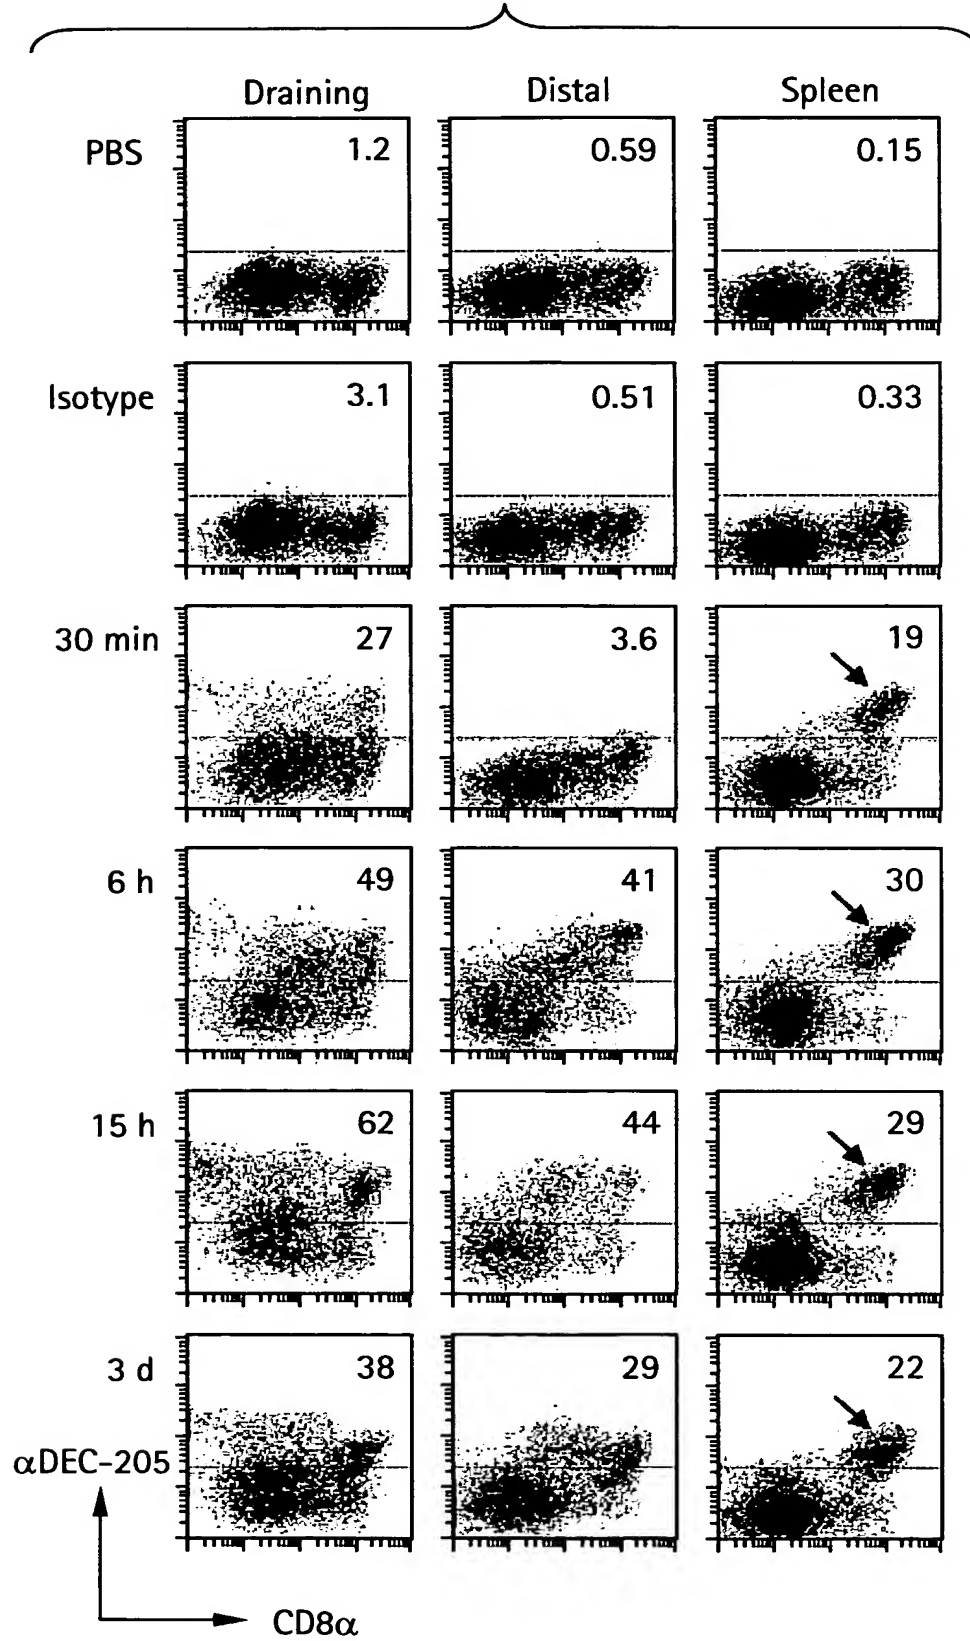 Draining Distal Spleen
PBS 1.2 0.59 0.15
Isotype 3.1 0.51 0.33
30 min 27 3.6 19
6 h 49 41 30
15 h 62 44 29
3 d 38 29 22
αDEC-205
CD8α